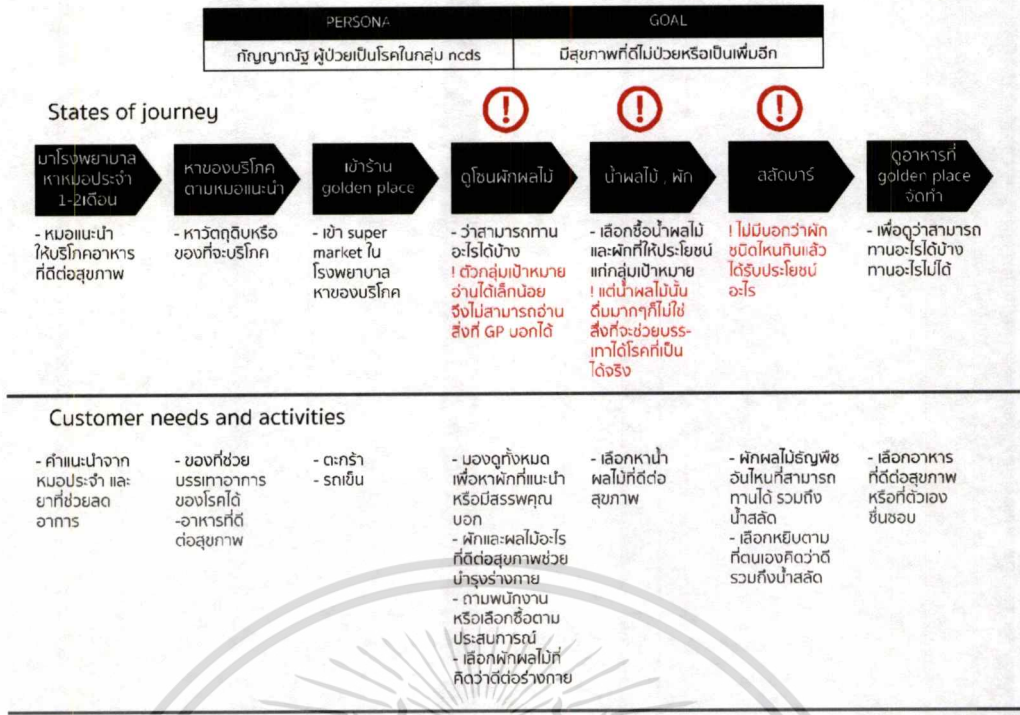 PERSONA
GOAL
กัญญาณัฐ ผู้ป่วยเป็นโรคในกลุ่ม ncds
มีสุขภาพที่ดีไม่ป่วยหรือเป็นเพิ่มอีก
States of journey
มาโรงพยาบาล
หาหมอประจำ
1-2เดือน
หาของบริโภค
ตามหมอแนะนำ
เข้าร้าน
golden place
ดูโซนผักผลไม้
น้ำผลไม้ , ผัก
สลัดบาร์
ดูอาหารที่
golden place
จัดทำ
- หมอแนะนำ
ให้บริโภคอาหาร
ที่ดีต่อสุขภาพ
- หาวัตถุดิบหรือ
ของที่จะบริโภค
- เข้า super
market ใน
โรงพยาบาล
หาของบริโภค
- ว่าสามารถทาน
อะไรได้บ้าง
! ตัวกลุ่มเป้าหมาย
อ่านได้เล็กน้อย
จึงไม่สามารถอ่าน
สิ่งที่ GP บอกได้
- เลือกซื้อน้ำผลไม้
และผักที่ให้ประโยชน์
แก่กลุ่มเป้าหมาย
! แต่น้ำผลไม้นั้น
ดื่มมากๆก็ไม่ใช่
สิ่งที่จะช่วยบรร-
เทาได้โรคที่เป็น
ได้จริง
! ไม่มีบอกว่าผัก
ชนิดไหนกินแล้ว
ได้รับประโยชน์
อะไร
- เพื่อดูว่าสามารถ
ทานอะไรได้บ้าง
ทานอะไรไม่ได้
Customer needs and activities
- คำแนะนำจาก
หมอประจำ และ
ยาที่ช่วยลด
อาการ
- ของที่ช่วย
บรรเทาอาการ
ของโรคได้
-อาหารที่ดี
ต่อสุขภาพ
- ตะกร้า
- รถเข็น
- มองดูทั้งหมด
เพื่อหาผักที่แนะนำ
หรือมีสรรพคุณ
บอก
- ผักและผลไม้อะไร
ที่ดีต่อสุขภาพช่วย
บำรุงร่างกาย
- ถามพนักงาน
หรือเลือกซื้อตาม
ประสบการณ์
- เลือกผักผลไม้ที่
คิดว่าดีต่อร่างกาย
- เลือกหาน้ำ
ผลไม้ที่ดีต่อ
สุขภาพ
- ผักผลไม้ธัญพืช
อันไหนที่สามารถ
ทานได้ รวมถึง
น้ำสลัด
- เลือกหยิบตาม
ที่ตนเองคิดว่าดี
รวมถึงน้ำสลัด
- เลือกอาหาร
ที่ดีต่อสุขภาพ
หรือที่ตัวเอง
ชื่นชอบ